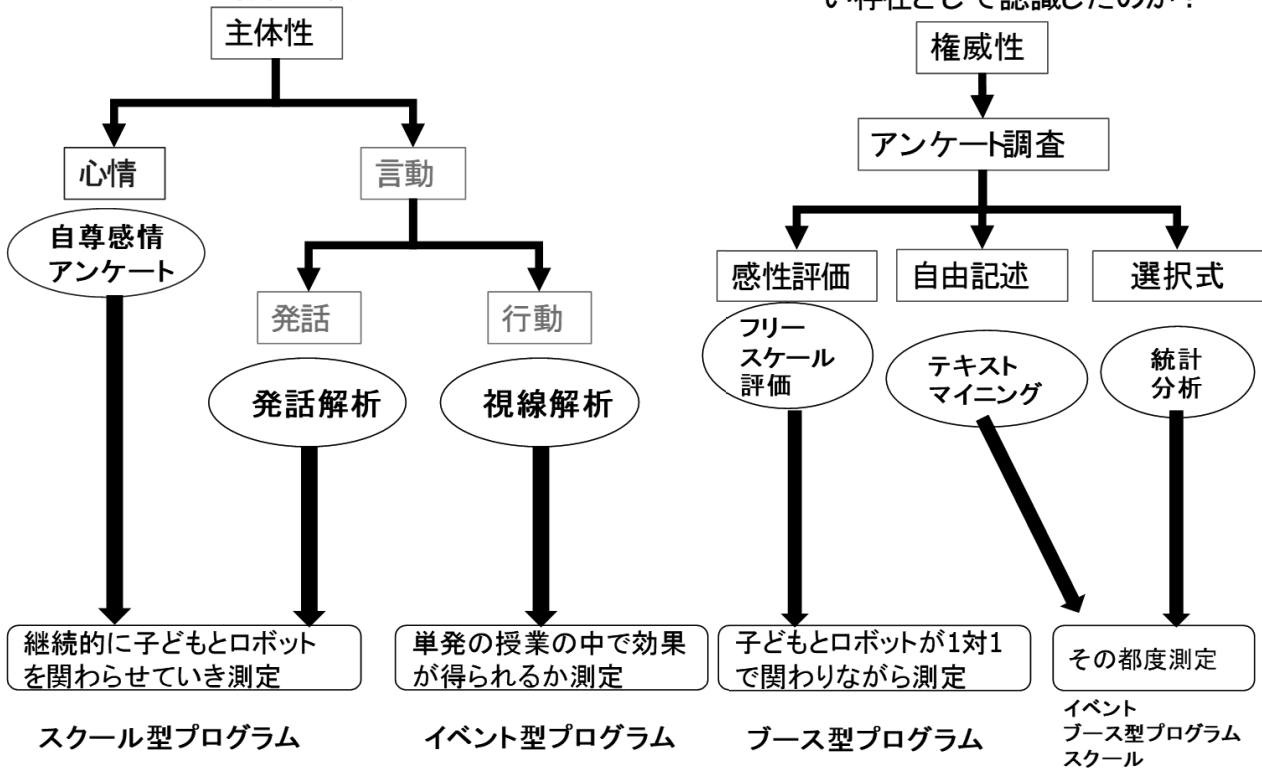 い存在として認識したのか?
主体性
権威性
アンケート調査
心情
言動
自尊感情
アンケート
発話
行動
感性評価
自由記述
選択式
フリー
スケール
評価
テキスト
マイニング
統計
分析
発話解析
視線解析
継続的に子どもとロボット
を関わらせていき測定
単発の授業の中で効果
が得られるか測定
子どもとロボットが1対1
で関わりながら測定
その都度測定
スクール型プログラム
イベント型プログラム
ブース型プログラム
イベント
ブース型プログラム
スクール